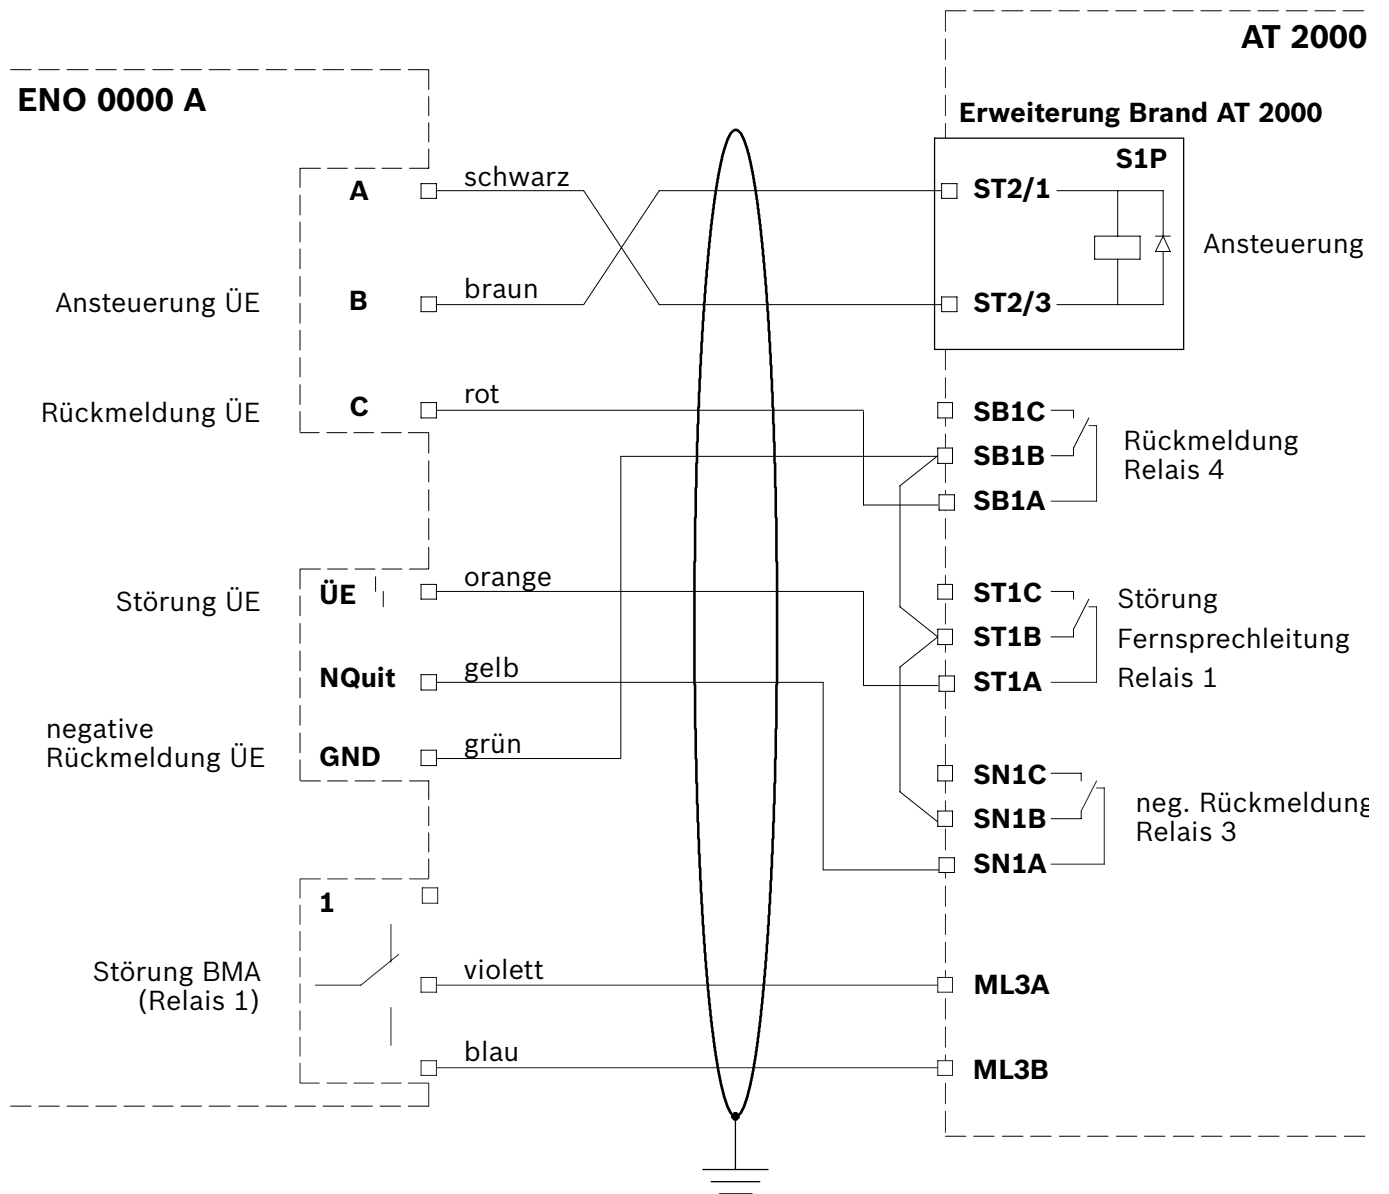 AT 2000
ENO 0000 A
Erweiterung Brand AT 2000
S1P
A
schwarz
ST2/1
Ansteuerung
Ansteuerung ÜE
B
braun
ST2/3
Rückmeldung ÜE
C
rot
SB1C
SB1B
SB1A
Rückmeldung
Relais 4
Störung ÜE
ÜE
orange
ST1C
ST1B
ST1A
Störung
Fernsprechleitung
Relais 1
NQuit
gelb
negative
Rückmeldung ÜE
GND
grün
SN1C
SN1B
SN1A
neg. Rückmeldung
Relais 3
1
Störung BMA
(Relais 1)
violett
ML3A
blau
ML3B